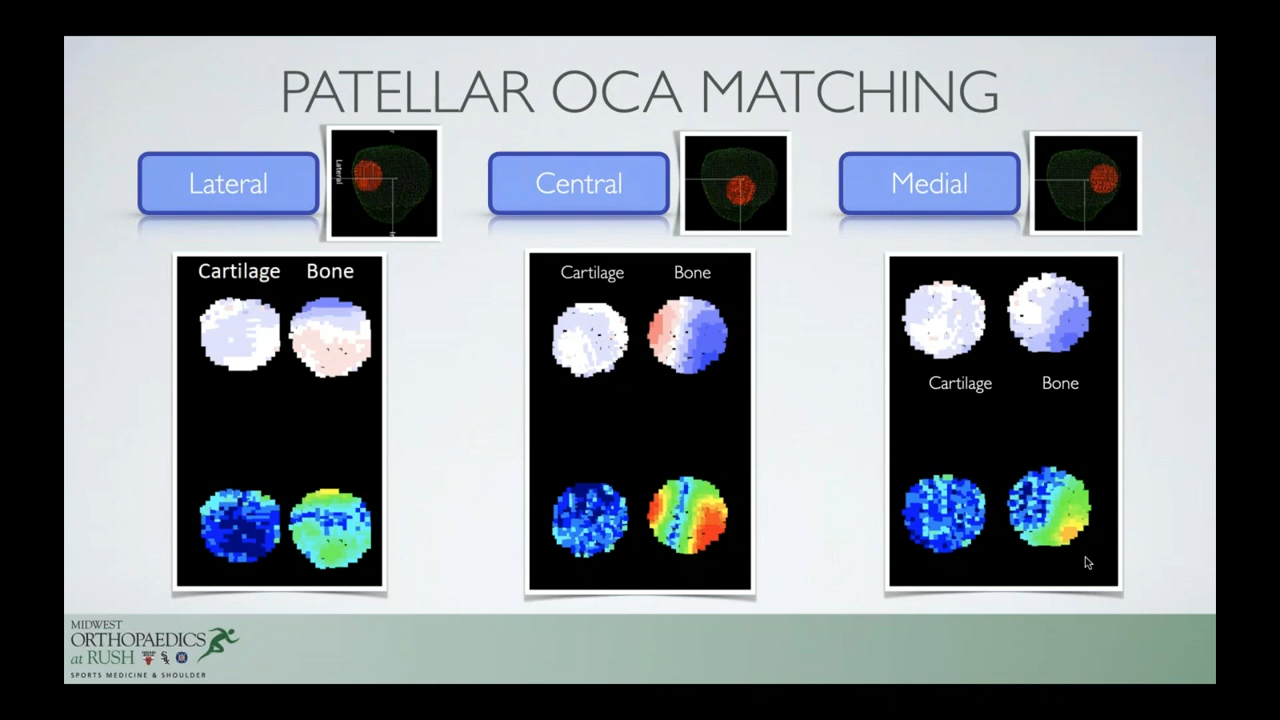 PATELLAR OCA MATCHING
Lateral
Lateral
Central
Medial
Cartilage Bone
Cartilage Bone
Cartilage Bone
MIDWEST
ORTHOPAEDICS
at RUSH
SPORTS MEDICINE & SHOULDER